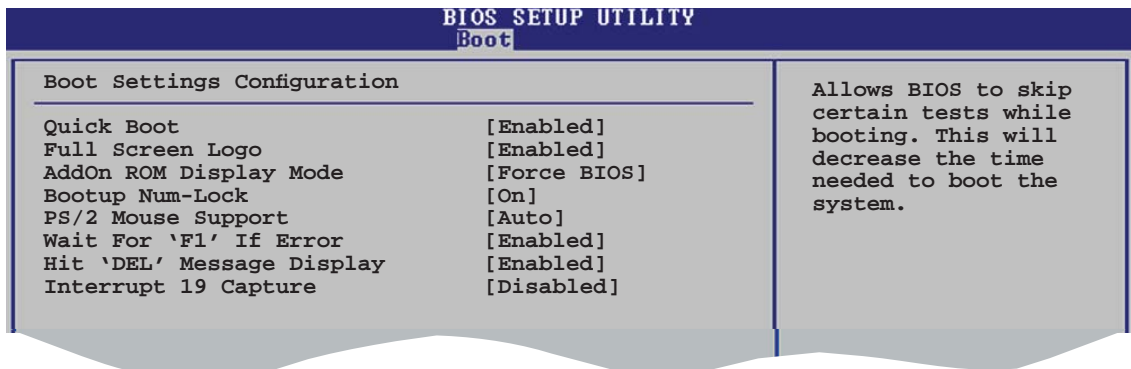 BIOS SETUP UTILITY
Boot
Boot Settings Configuration
Quick Boot [Enabled]
Full Screen Logo [Enabled]
AddOn ROM Display Mode [Force BIOS]
Bootup Num-Lock [On]
PS/2 Mouse Support [Auto]
Wait For ‘F1’ If Error [Enabled]
Hit ‘DEL’ Message Display [Enabled]
Interrupt 19 Capture [Disabled]
Allows BIOS to skip
certain tests while
booting. This will
decrease the time
needed to boot the
system.